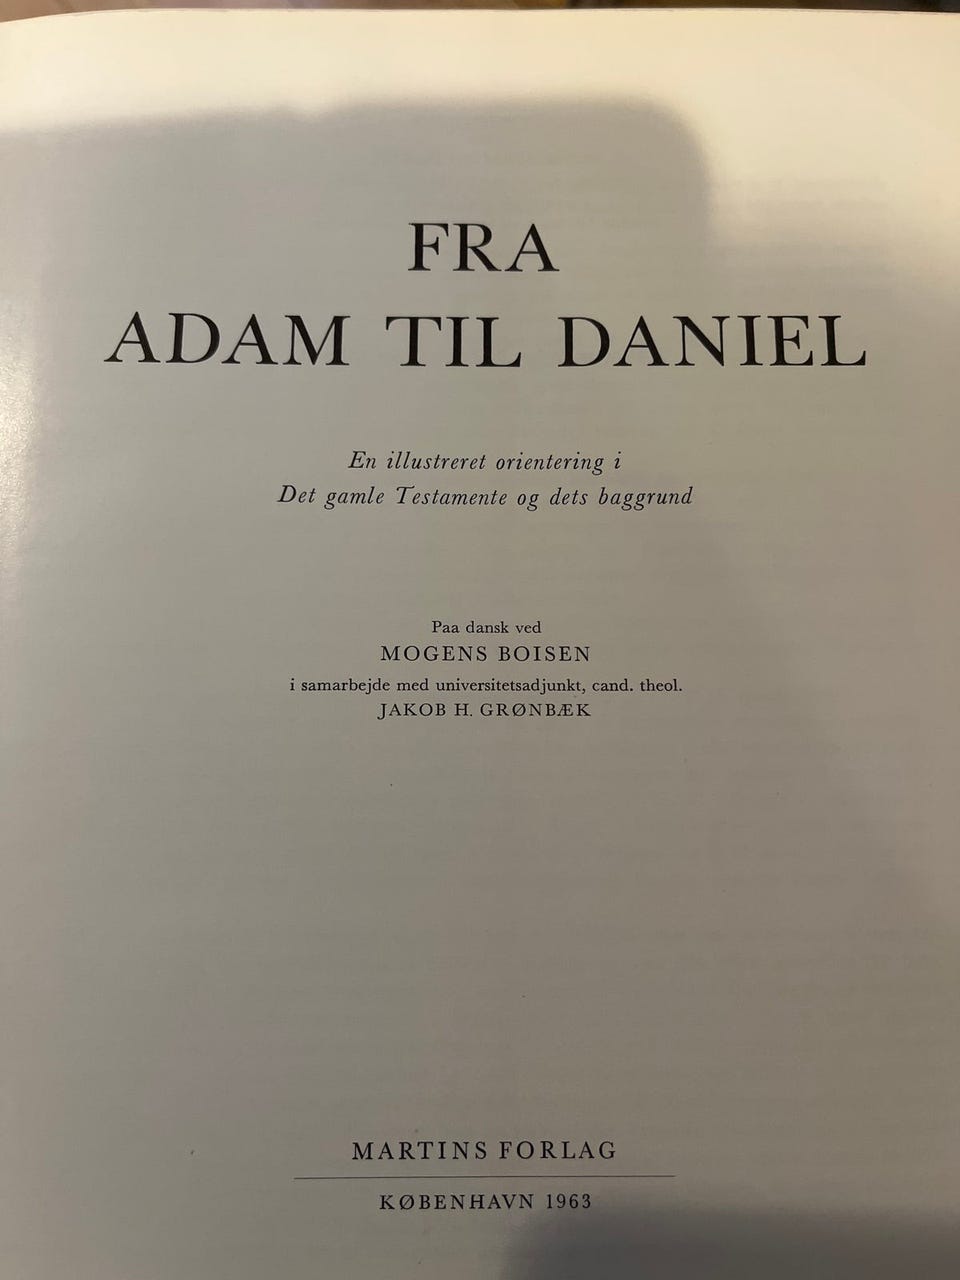 FRA
ADAM TIL DANIEL
En illustreret orientering i
Det gamle Testamente og dets baggrund
Paa dansk ved
MOGENS BOISEN
i samarbejde med universitetsadjunkt, cand. theol.
JAKOB H. GRØNBÆK
MARTINS FORLAG
KØBENHAVN 1963